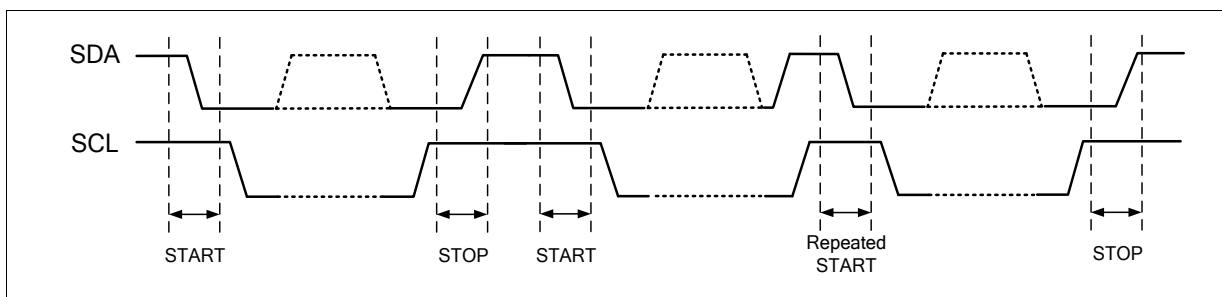 SDA
SCL
START
STOP
START
Repeated
START
STOP